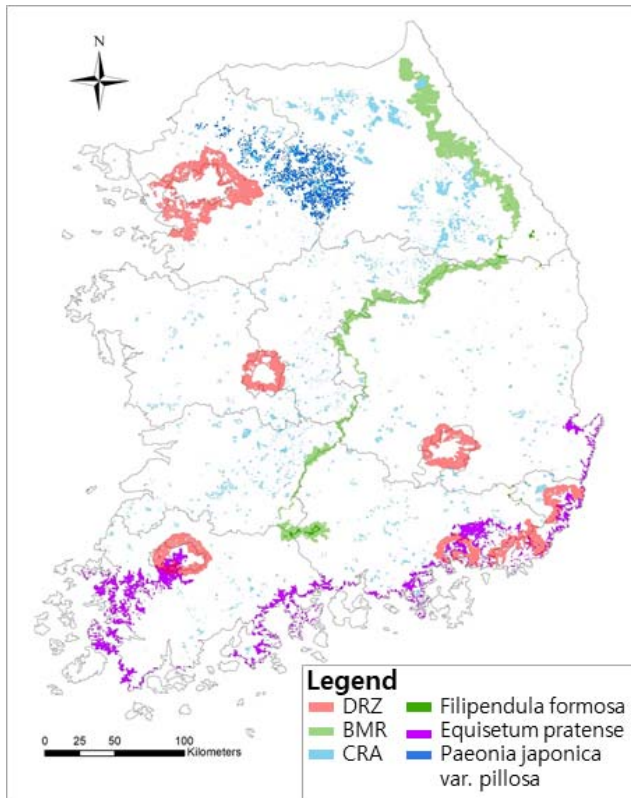 N
Legend
DRZ
BMR
CRA
Filipendula formosa
Equisetum pratense
Paeonia japonica
var. pillosa
0 25 50 100
Kilometers